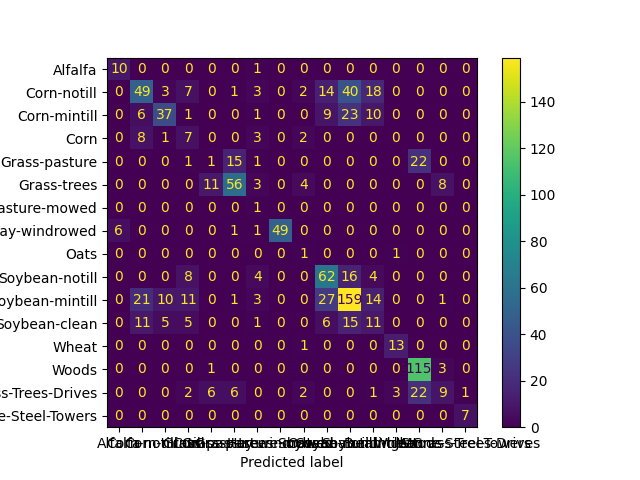 Alfalfa 10 0 0 0 0 0 1 0 0 0 0 0 0 0 0 0
Corn-notill 0 49 3 7 0 1 3 0 2 14 40 18 0 0 0 0 140
Corn-mintill 0 6 37 1 0 0 1 0 0 9 23 10 0 0 0 0
Corn 0 8 1 7 0 0 3 0 2 0 0 0 0 0 0 0 120
Grass-pasture 0 0 0 1 1 15 1 0 0 0 0 0 0 22 0 0
Grass-trees 0 0 0 0 11 56 3 0 4 0 0 0 0 0 8 0 100
asture-mowed 0 0 0 0 0 0 1 0 0 0 0 0 0 0 0 0
ay-windrowed 6 0 0 0 0 1 1 49 0 0 0 0 0 0 0 0 80
Oats 0 0 0 0 0 0 0 0 1 0 0 0 1 0 0 0
Soybean-notill 0 0 0 8 0 0 4 0 0 62 16 4 0 0 0 0 60
oybean-mintill 0 21 10 11 0 1 3 0 0 27 159 14 0 0 1 0
Soybean-clean 0 11 5 5 0 0 1 0 0 6 15 11 0 0 0 0 40
Wheat 0 0 0 0 0 0 0 0 1 0 0 0 13 0 0 0
Woods 0 0 0 0 1 0 0 0 0 0 0 0 0 115 3 0 20
s-Trees-Drives 0 0 0 2 6 6 0 0 2 0 0 1 3 22 9 1
e-Steel-Towers 0 0 0 0 0 0 0 0 0 0 0 0 0 0 0 7 0
Predicted label